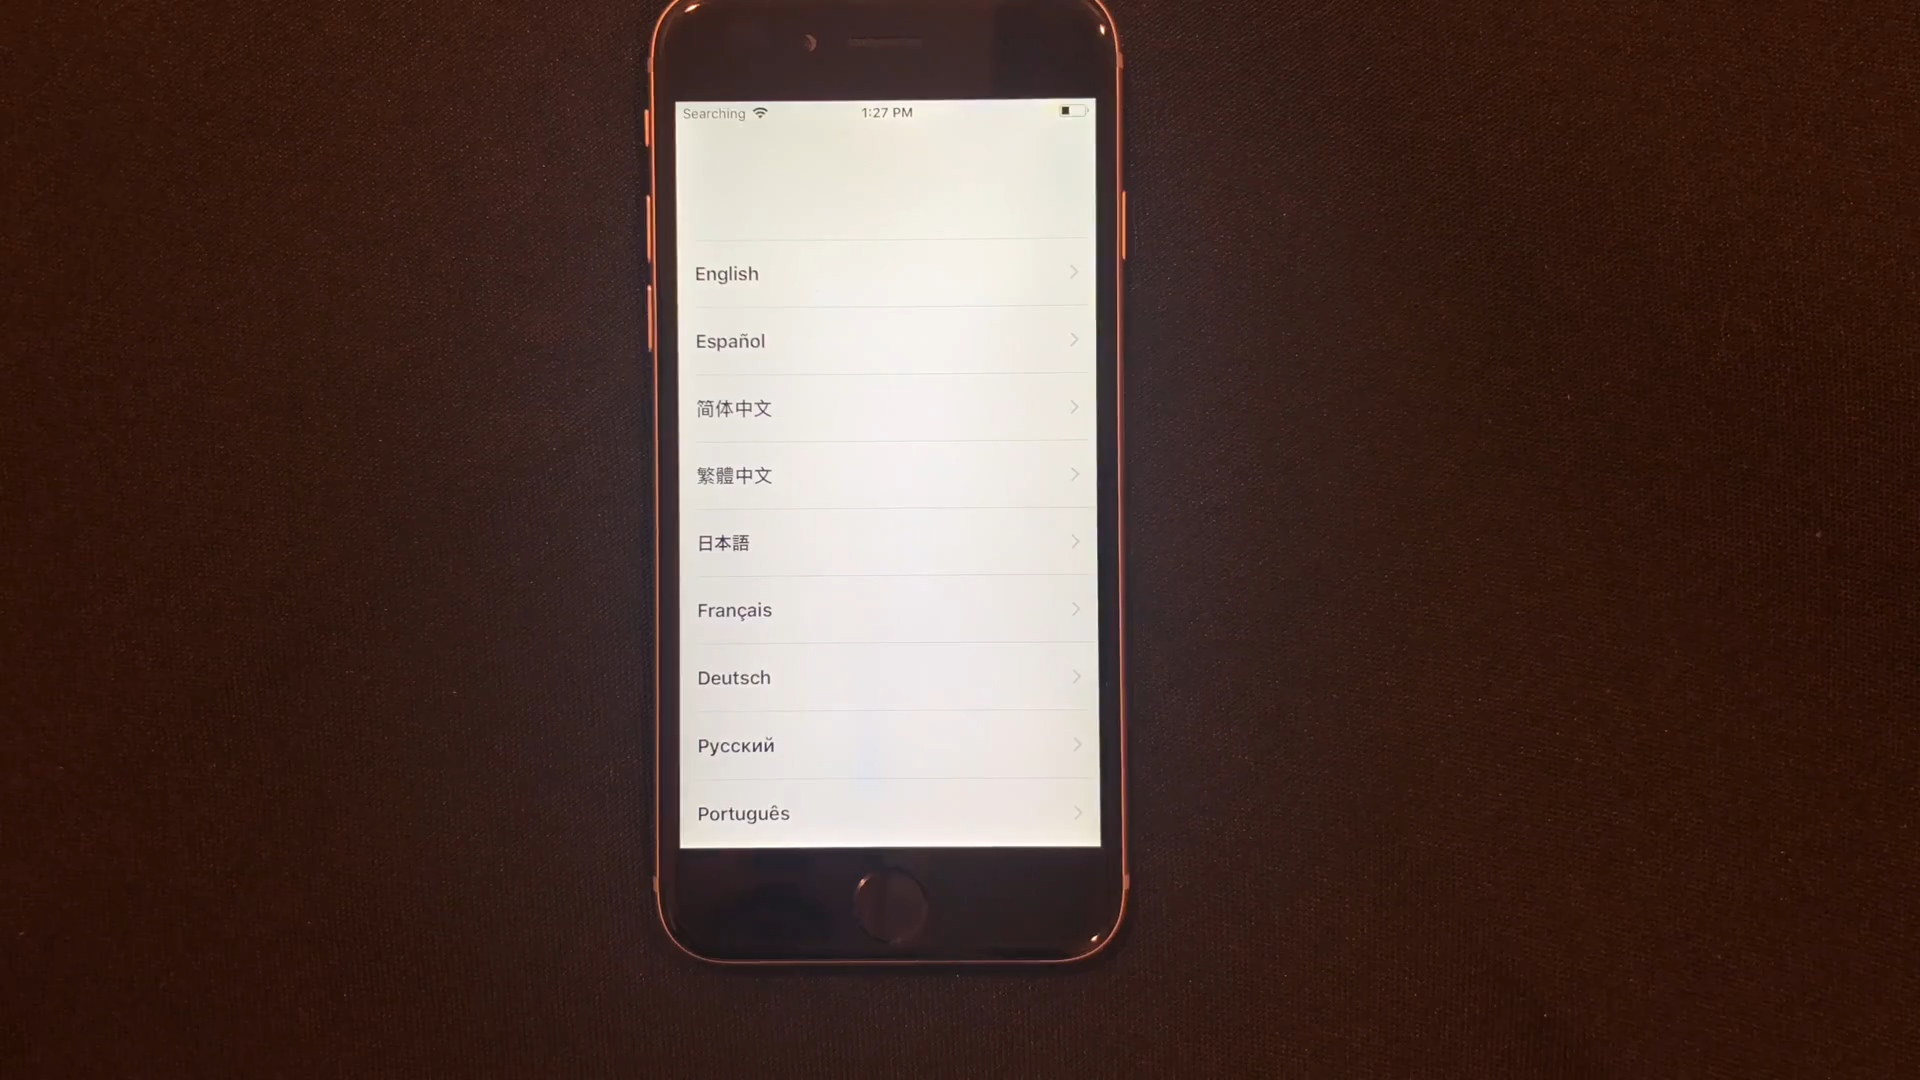 Searching 1:27 PM
English
Español
简体中文
繁體中文
日本語
Français
Deutsch
Русский
Português